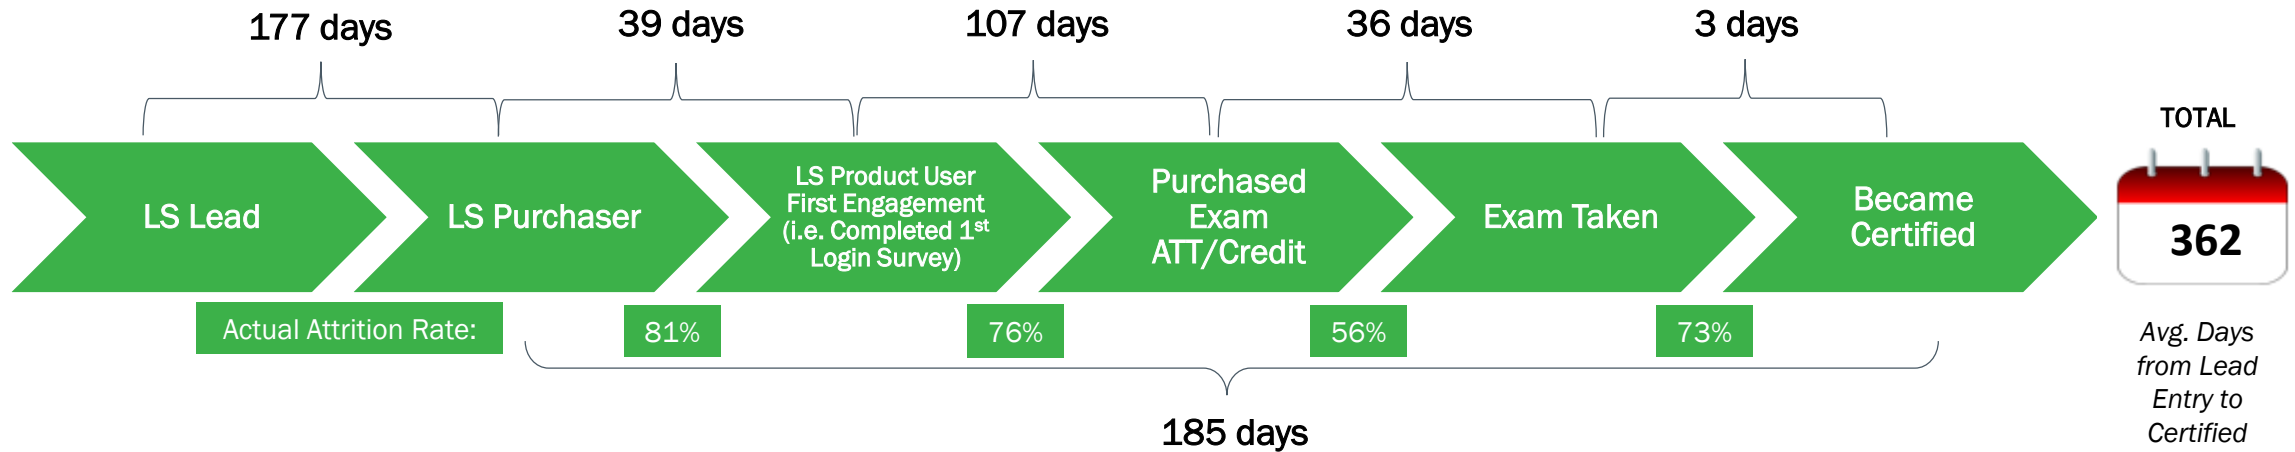 177 days
39 days
107 days
36 days
3 days
LS Lead
LS Purchaser
LS Product User
First Engagement
(i.e. Completed 1st
Login Survey)
Purchased
Exam
ATT/Credit
Exam Taken
Became
Certified
TOTAL
362
Avg. Days
from Lead
Entry to
Certified
Actual Attrition Rate:
81%
76%
56%
73%
185 days